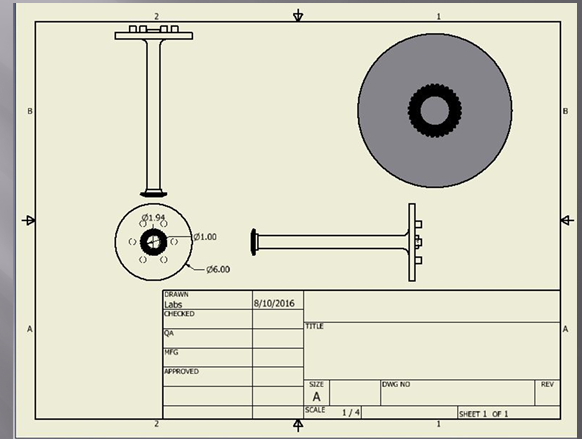 2
1
B
B
Ø1.94
Ø1.00
Ø6.00
A
A
DRAWN
Labs
8/10/2016
CHECKED
QA
MFG
APPROVED
TITLE
SIZE
A
DWG NO
REV
SCALE 1 / 4
SHEET 1 OF 1
2
1